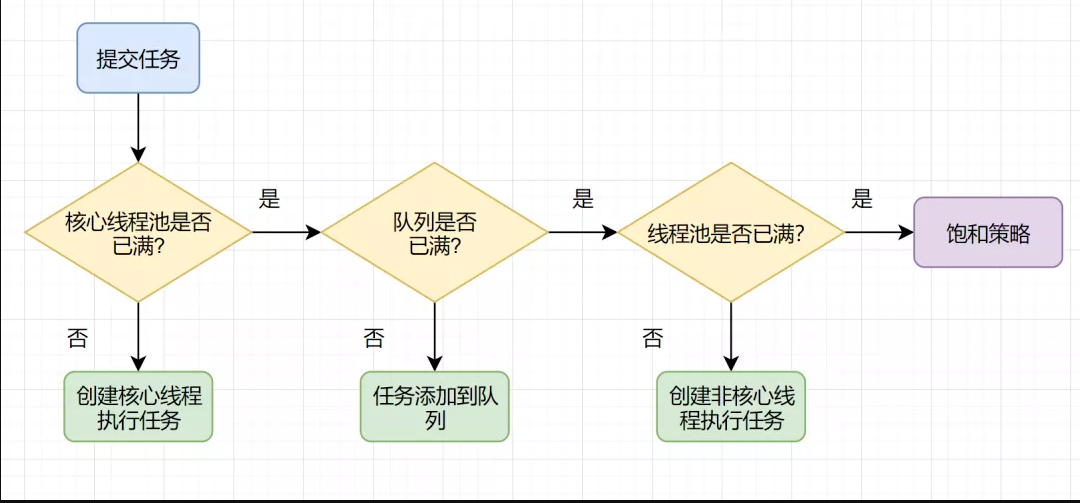 提交任务
核心线程池是否
已满?
是
队列是否
已满?
是
线程池是否已满?
是
饱和策略
否
创建核心线程
执行任务
否
任务添加到队
列
否
创建非核心线
程执行任务